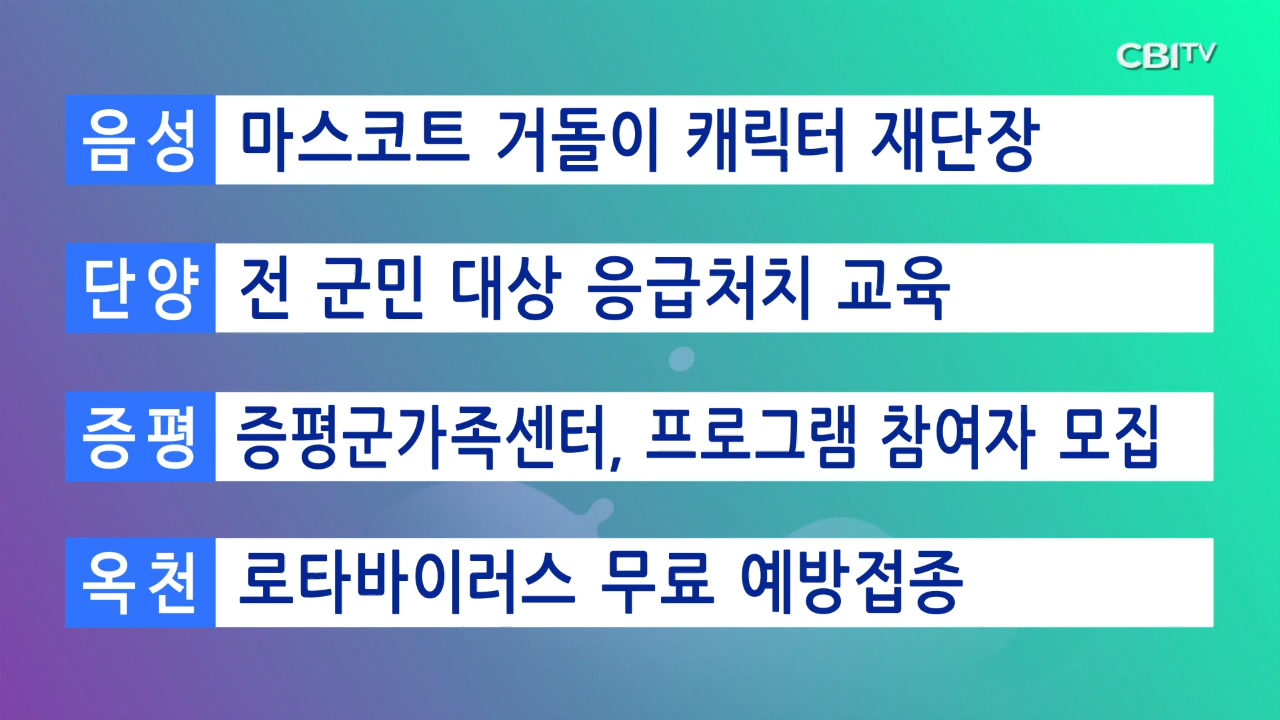 CBITV
음성 마스코트 거돌이 캐릭터 재단장
단양 전 군민 대상 응급처치 교육
증평 증평군가족센터, 프로그램 참여자 모집
옥천 로타바이러스 무료 예방접종